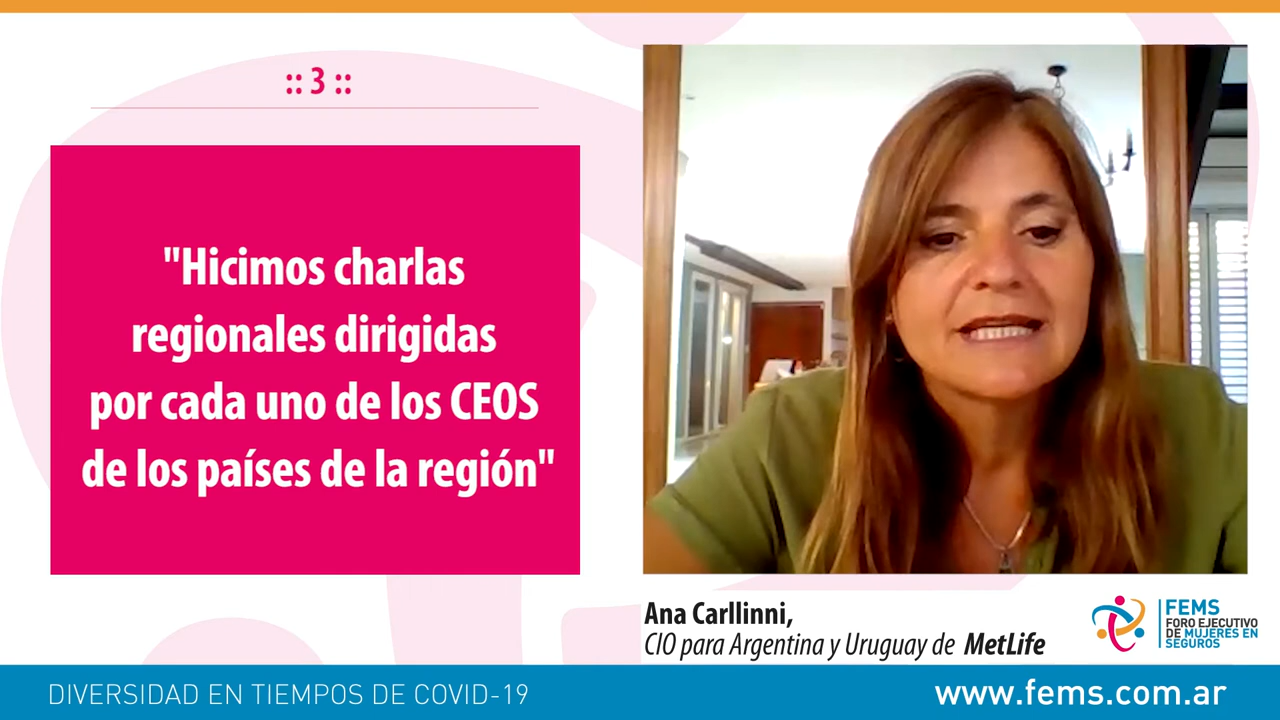 :: 3 ::
"Hicimos charlas
regionales dirigidas
por cada uno de los CEOS
de los países de la región"
Ana Carllinni,
CIO para Argentina y Uruguay de MetLife
FEMS
FORO EJECUTIVO
DE MUJERES EN
SEGUROS
DIVERSIDAD EN TIEMPOS DE COVID-19
www.fems.com.ar